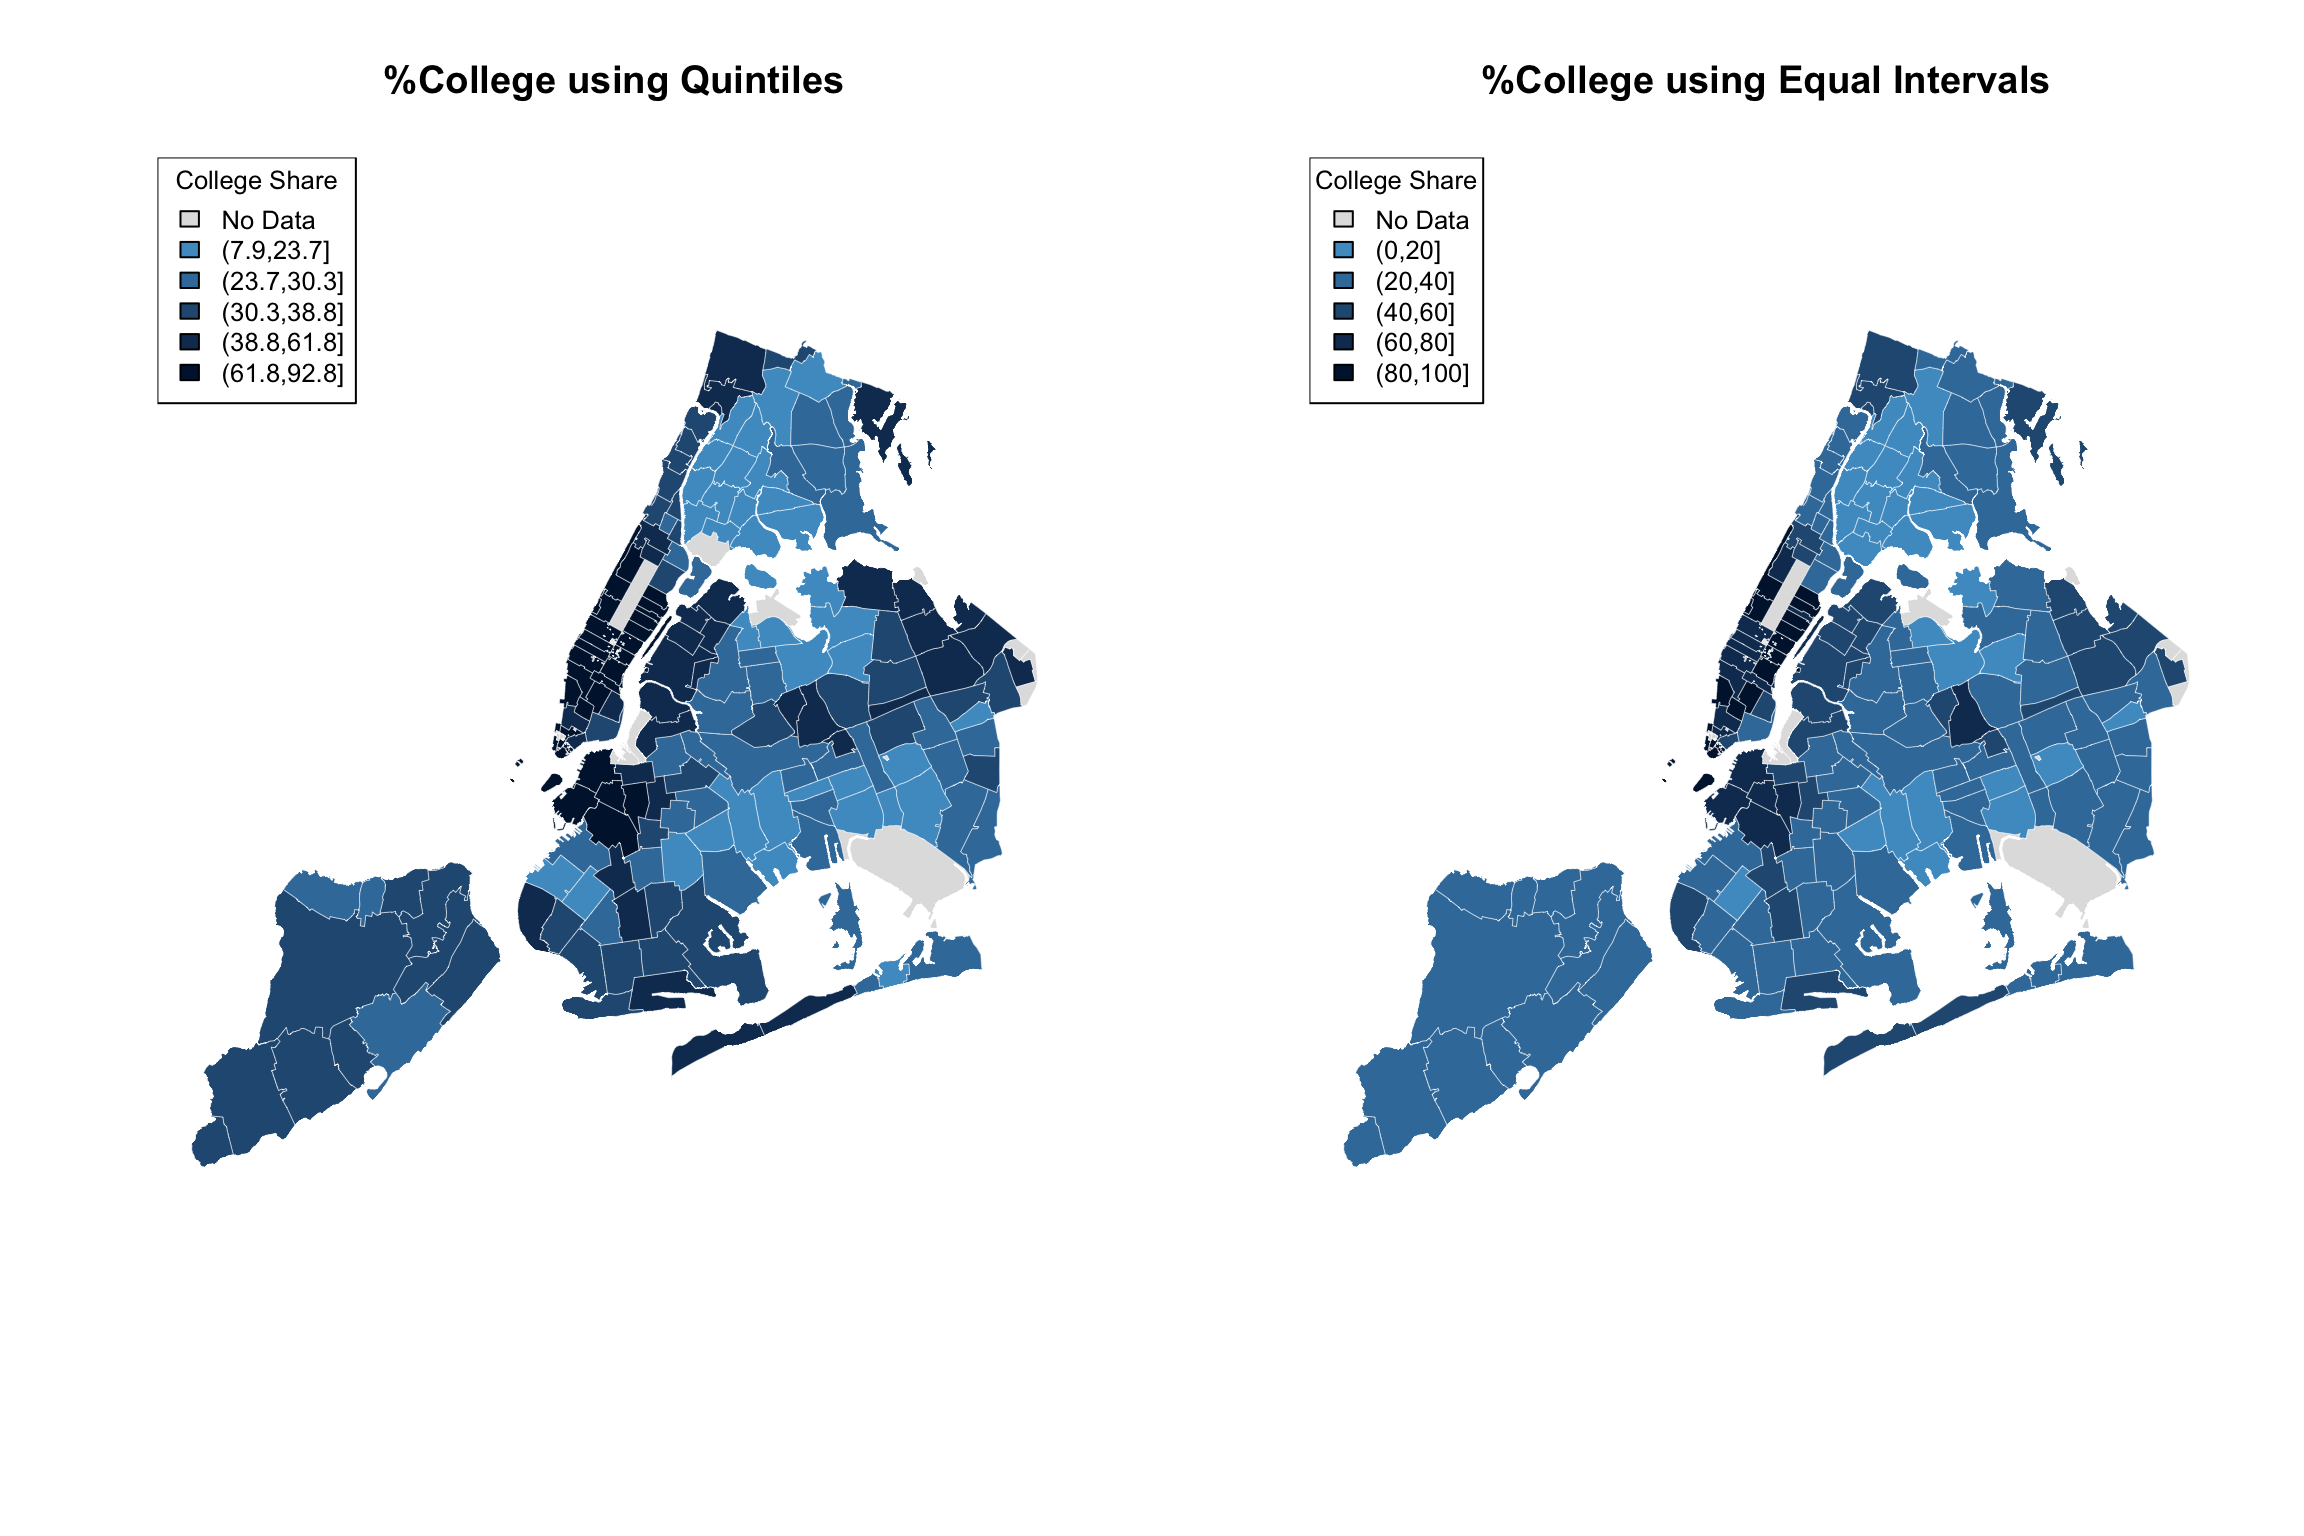 %College using Quintiles
College Share
No Data
(7.9,23.7]
(23.7,30.3]
(30.3,38.8]
(38.8,61.8]
(61.8,92.8]
%College using Equal Intervals
College Share
No Data
(0,20]
(20,40]
(40,60]
(60,80]
(80,100]